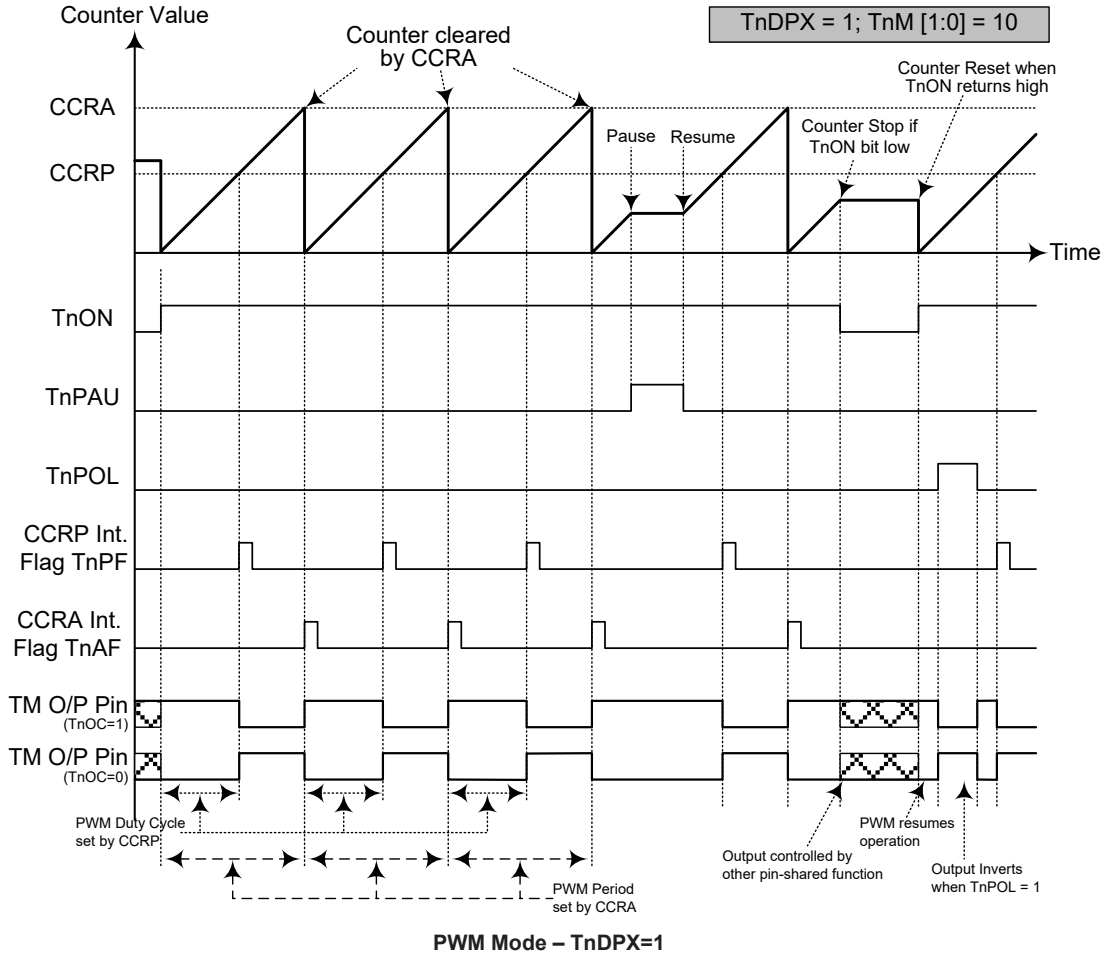 Counter Value
TnDPX = 1; TnM [1:0] = 10
Counter cleared
by CCRA
Counter Reset when
TnON returns high
CCRA
Pause
Resume
Counter Stop if
TnON bit low
CCRP
Time
TnON
TnPAU
TnPOL
CCRP Int.
Flag TnPF
CCRA Int.
Flag TnAF
TM O/P Pin
(TnOC=1)
TM O/P Pin
(TnOC=0)
PWM Duty Cycle
set by CCRP
PWM resumes
operation
Output controlled by
other pin-shared function
Output Inverts
when TnPOL = 1
PWM Period
set by CCRA
PWM Mode – TnDPX=1